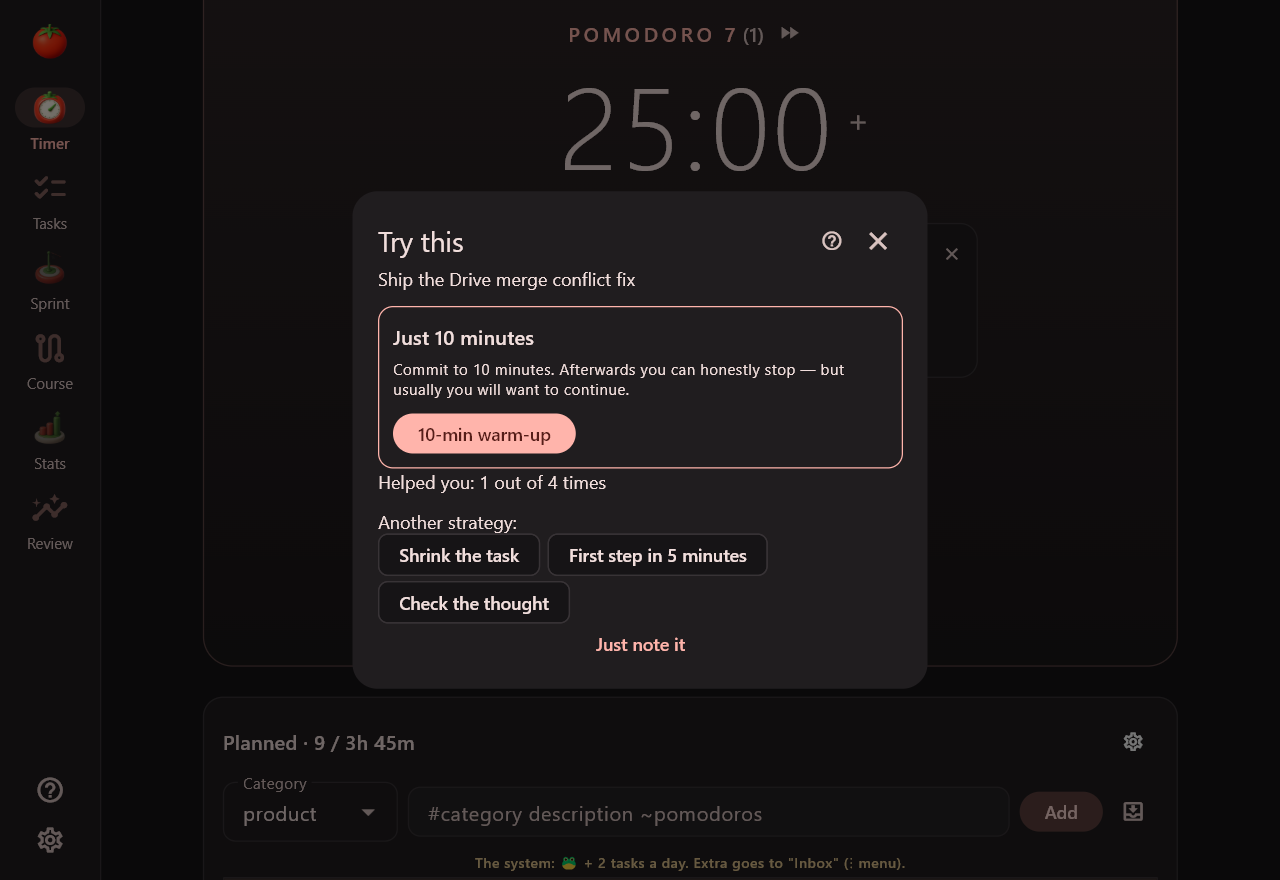 POMODORO 7 (1)
25:00 +
Timer
Tasks
Sprint
Course
Stats
Review
Try this
Ship the Drive merge conflict fix
Just 10 minutes
Commit to 10 minutes. Afterwards you can honestly stop — but
usually you will want to continue.
10-min warm-up
Helped you: 1 out of 4 times
Another strategy:
Shrink the task
First step in 5 minutes
Check the thought
Just note it
Planned · 9 / 3h 45m
Category
product
#category description ~pomodoros
Add
The system: 🐸 + 2 tasks a day. Extra goes to "Inbox" (⋮ menu).